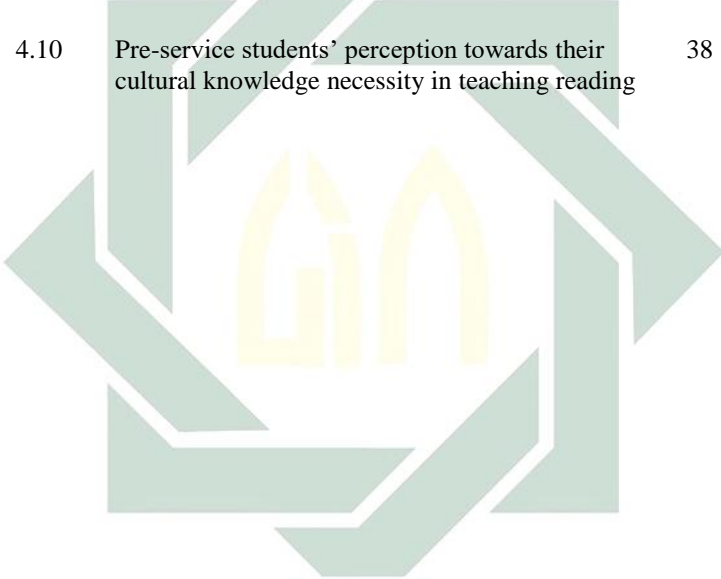 4.10 Pre-service students’ perception towards their 38
cultural knowledge necessity in teaching reading